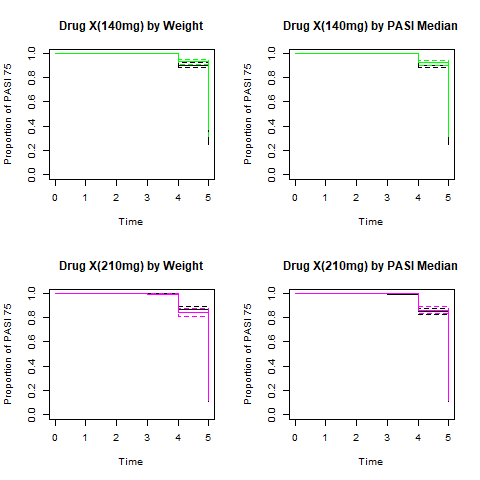 Drug X(140mg) by Weight
Proportion of PASI 75
0.0 0.2 0.4 0.6 0.8 1.0
0 1 2 3 4 5
Time
Drug X(140mg) by PASI Median
Proportion of PASI 75
0.0 0.2 0.4 0.6 0.8 1.0
0 1 2 3 4 5
Time
Drug X(210mg) by Weight
Proportion of PASI 75
0.0 0.2 0.4 0.6 0.8 1.0
0 1 2 3 4 5
Time
Drug X(210mg) by PASI Median
Proportion of PASI 75
0.0 0.2 0.4 0.6 0.8 1.0
0 1 2 3 4 5
Time